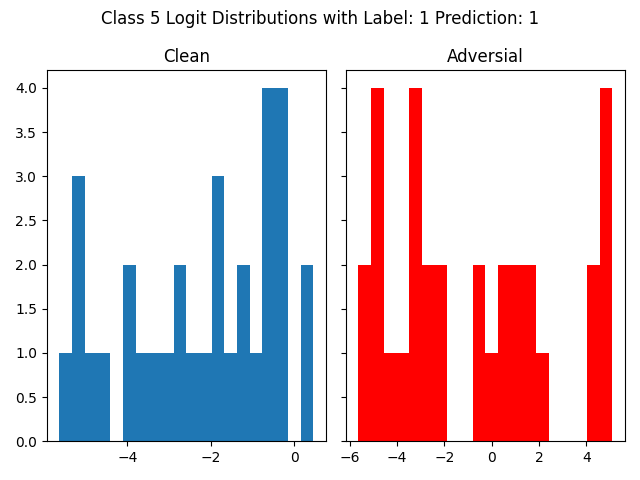 Class 5 Logit Distributions with Label: 1 Prediction: 1
Clean
Adversial
4.0
3.5
3.0
2.5
2.0
1.5
1.0
0.5
0.0
−4 −2 0
−6 −4 −2 0 2 4